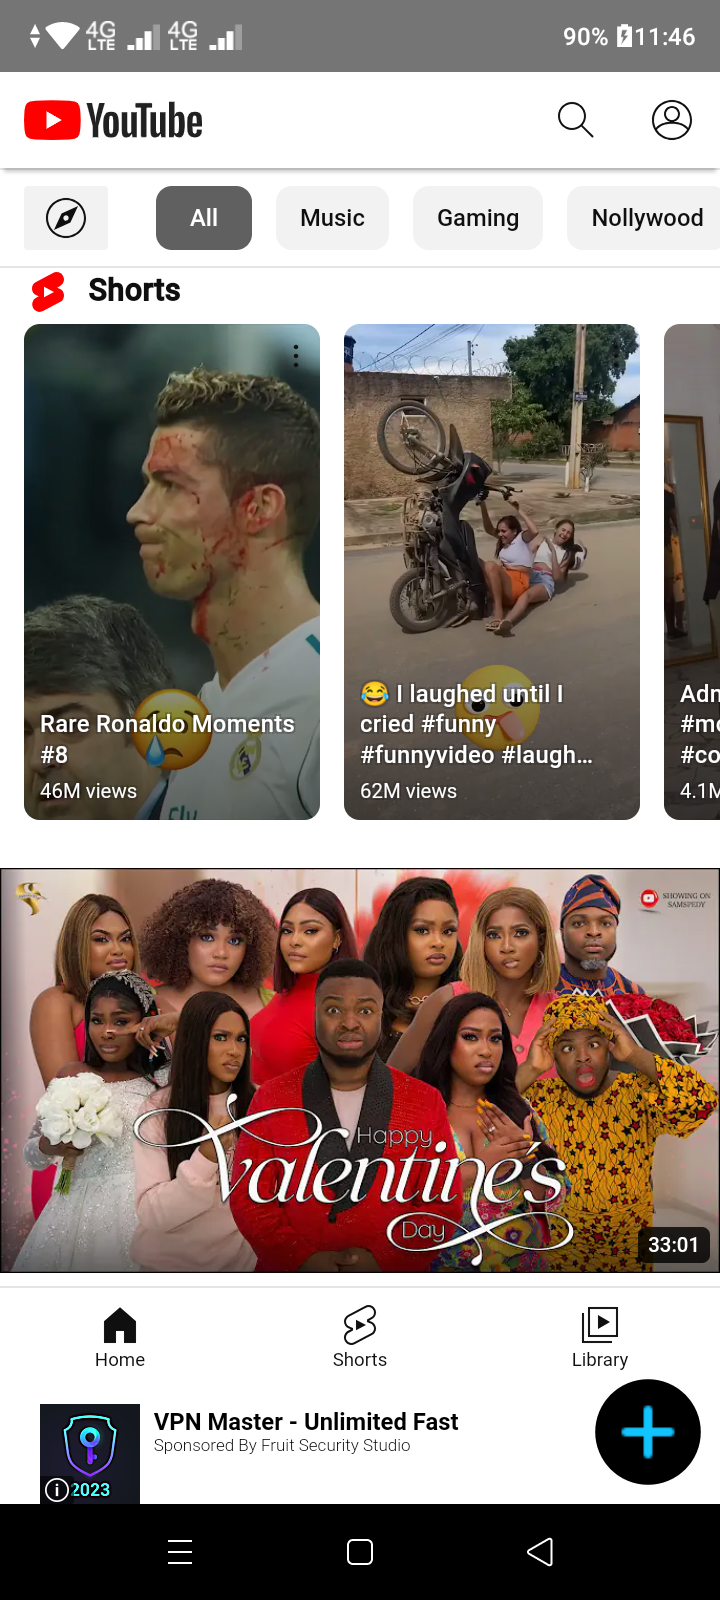 4G LTE 4G LTE 90% 11:46
YouTube
All Music Gaming Nollywood
Shorts
Rare Ronaldo Moments
#8
46M views
😂 I laughed until I
cried #funny
#funnyvideo #laugh...
62M views
4.1M
SHOWING ON
SAMSPEDY
Happy
Valentine's
Day
33:01
Home Shorts Library
VPN Master - Unlimited Fast
Sponsored By Fruit Security Studio
2023